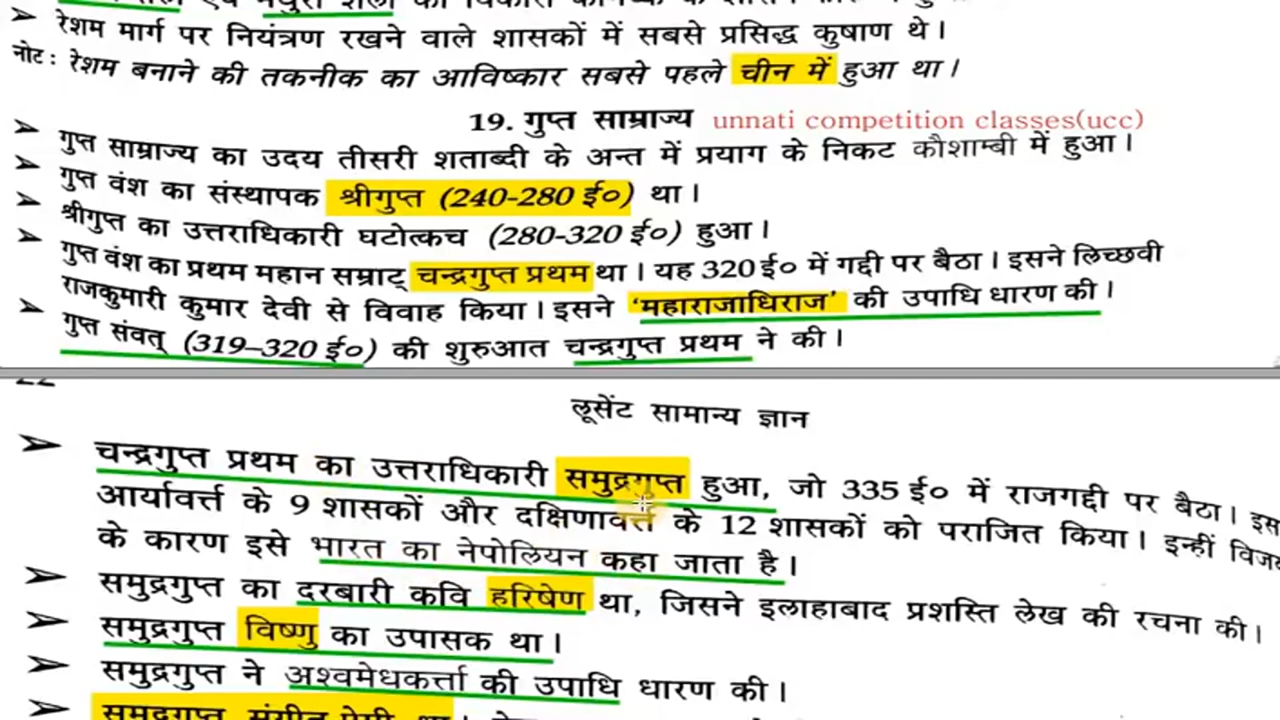 रेशम मार्ग पर नियंत्रण रखने वाले शासकों में सबसे प्रसिद्ध कुषाण थे।
नोट: रेशम बनाने की तकनीक का आविष्कार सबसे पहले चीन में हुआ था।
19. गुप्त साम्राज्य unnati competition classes(ucc)
गुप्त साम्राज्य का उदय तीसरी शताब्दी के अन्त में प्रयाग के निकट कौशाम्बी में हुआ।
गुप्त वंश का संस्थापक श्रीगुप्त (240-280 ई०) था।
श्रीगुप्त का उत्तराधिकारी घटोत्कच (280-320 ई०) हुआ।
गुप्त वंश का प्रथम महान सम्राट् चन्द्रगुप्त प्रथम था। यह 320 ई० में गद्दी पर बैठा। इसने लिच्छवी
राजकुमारी कुमार देवी से विवाह किया। इसने 'महाराजाधिराज' की उपाधि धारण की।
गुप्त संवत् (319–320 ई०) की शुरुआत चन्द्रगुप्त प्रथम ने की।
लूसेंट सामान्य ज्ञान
चन्द्रगुप्त प्रथम का उत्तराधिकारी समुद्रगुप्त हुआ, जो 335 ई० में राजगद्दी पर बैठा।
आर्यावर्त्त के 9 शासकों और दक्षिणावर्त्त के 12 शासकों को पराजित किया। इन्हीं
के कारण इसे भारत का नेपोलियन कहा जाता है।
समुद्रगुप्त का दरबारी कवि हरिषेण था, जिसने इलाहाबाद प्रशस्ति लेख की रचना की।
समुद्रगुप्त विष्णु का उपासक था।
समुद्रगुप्त ने अश्वमेधकर्त्ता की उपाधि धारण की।
समुद्रगुप्त संगीत प्रेमी था।